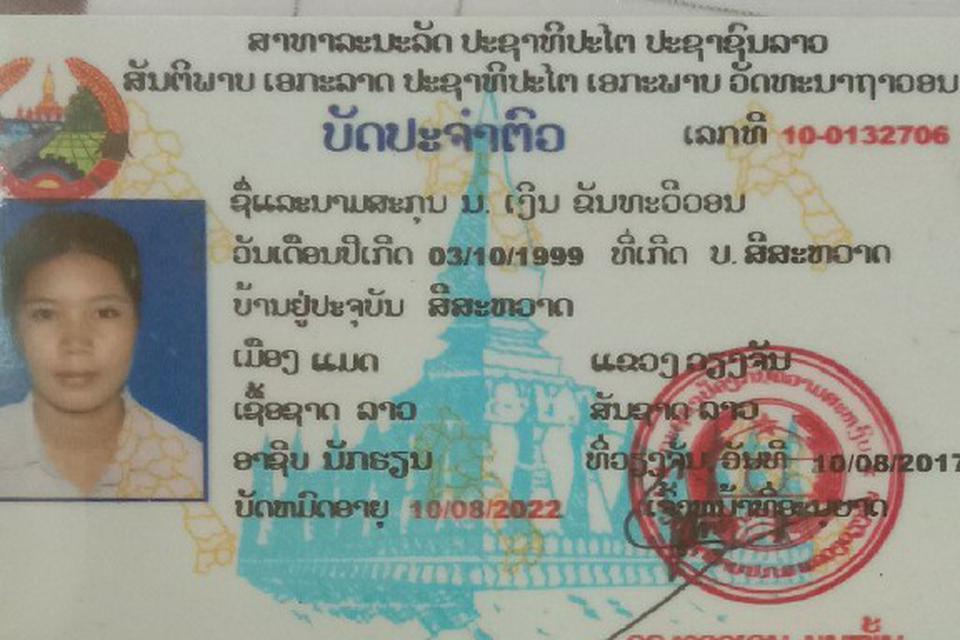 ສາທາລະນະລັດ ປະຊາທິປະໄຕ ປະຊາຊົນລາວ
ສັນຕິພາບ ເອກະລາດ ປະຊາທິປະໄຕ ເອກະພາບ ວັດທະນາຖາວອນ
ບັດປະຈຳຕົວ ເລກທີ 10-0132706
ຊື່ແລະນາມສະກຸນ ນ. ເງິນ ຂັນທະວີວອນ
ວັນເດືອນປີເກີດ 03/10/1999 ທີ່ເກີດ ບ. ສີສະຫວາດ
ບ້ານຢູ່ປະຈຸບັນ ສີສະຫວາດ
ເມືອງ ແມດ ແຂວງ ວຽງຈັນ
ເຊື້ອຊາດ ລາວ ສັນຊາດ ລາວ
ອາຊີບ ນັກຮຽນ ທີ່ວຽງຈັນ ວັນທີ 10/08/2017
ບັດຫມົດອາຍຸ 10/08/2022 ເຈົ້າໜ້າທີ່ອະນຸຍາດ